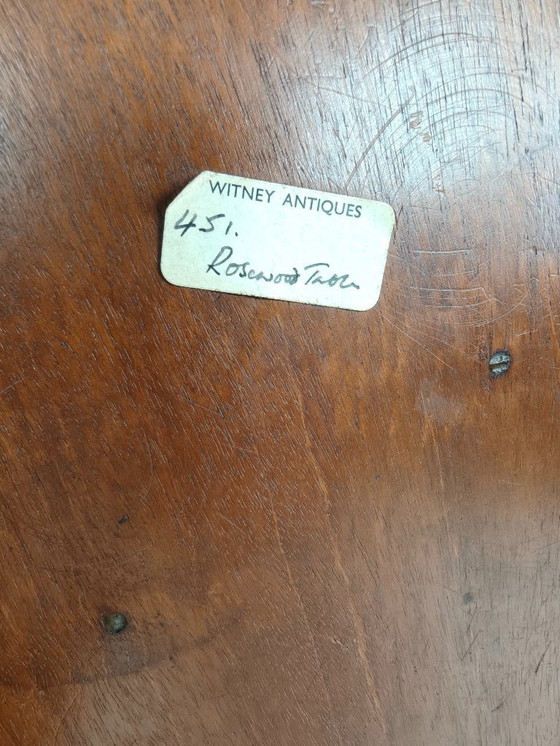 WITNEY ANTIQUES
451.
Rosewood Table